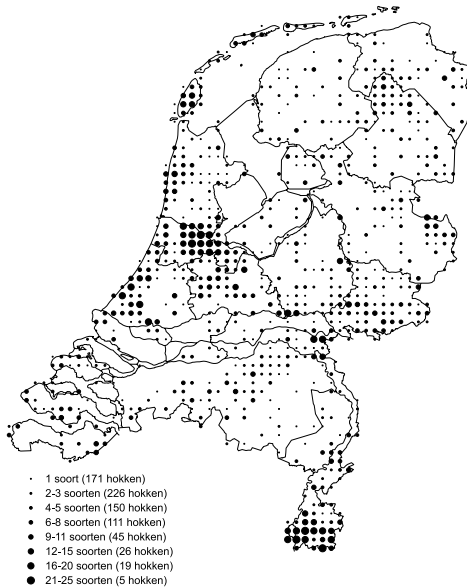 1 soort (171 hokken)
2-3 soorten (226 hokken)
4-5 soorten (150 hokken)
6-8 soorten (111 hokken)
9-11 soorten (45 hokken)
12-15 soorten (26 hokken)
16-20 soorten (19 hokken)
21-25 soorten (5 hokken)